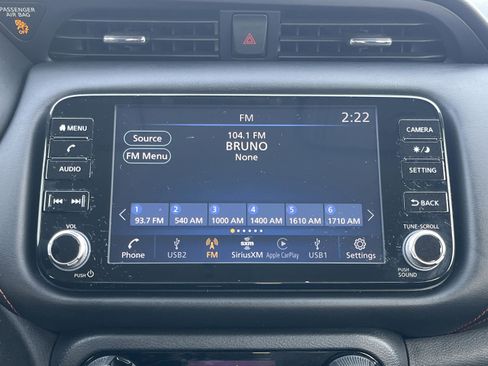 PASSENGER
AIR BAG
OFF
FM
2:22
MENU
Source
104.1 FM
BRUNO
None
FM Menu
CAMERA
AUDIO
SETTING
BACK
1 2 3 4 5 6
93.7 FM 540 AM 1000 AM 1400 AM 1610 AM 1710 AM
VOL
TUNE·SCROLL
Phone USB2 FM SiriusXM Apple CarPlay USB1 Settings
sxm
PUSH
PUSH
SOUND